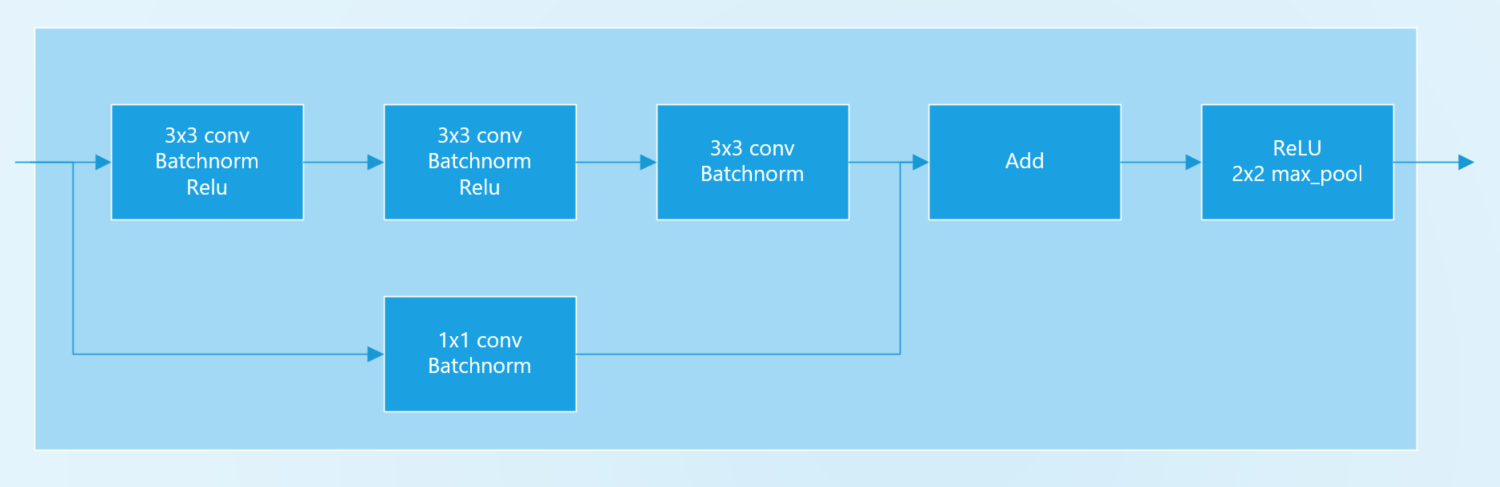 3x3 conv
Batchnorm
Relu
3x3 conv
Batchnorm
Relu
3x3 conv
Batchnorm
Add
ReLU
2x2 max_pool
1x1 conv
Batchnorm